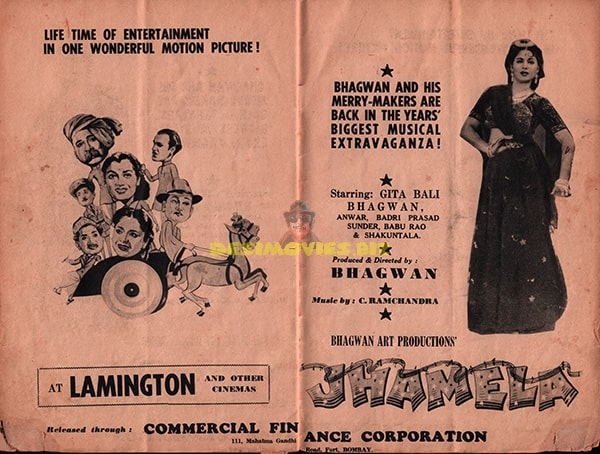 LIFE TIME OF ENTERTAINMENT
IN ONE WONDERFUL MOTION PICTURE !
BHAGWAN AND HIS
MERRY-MAKERS ARE
BACK IN THE YEARS'
BIGGEST MUSICAL
EXTRAVAGANZA !
Starring: GITA BALI
BHAGWAN,
ANWAR, BADRI PRASAD
SUNDER, BABU RAO
& SHAKUNTALA.
Produced & Directed by :
BHAGWAN
Music by : C. RAMCHANDRA
DESIMOVIES.BIZ
BHAGWAN ART PRODUCTIONS'
JHAMELA
AT LAMINGTON AND OTHER
CINEMAS
Released through : COMMERCIAL FINANCE CORPORATION
111, Mahatma Gandhi Road, Fort, BOMBAY.